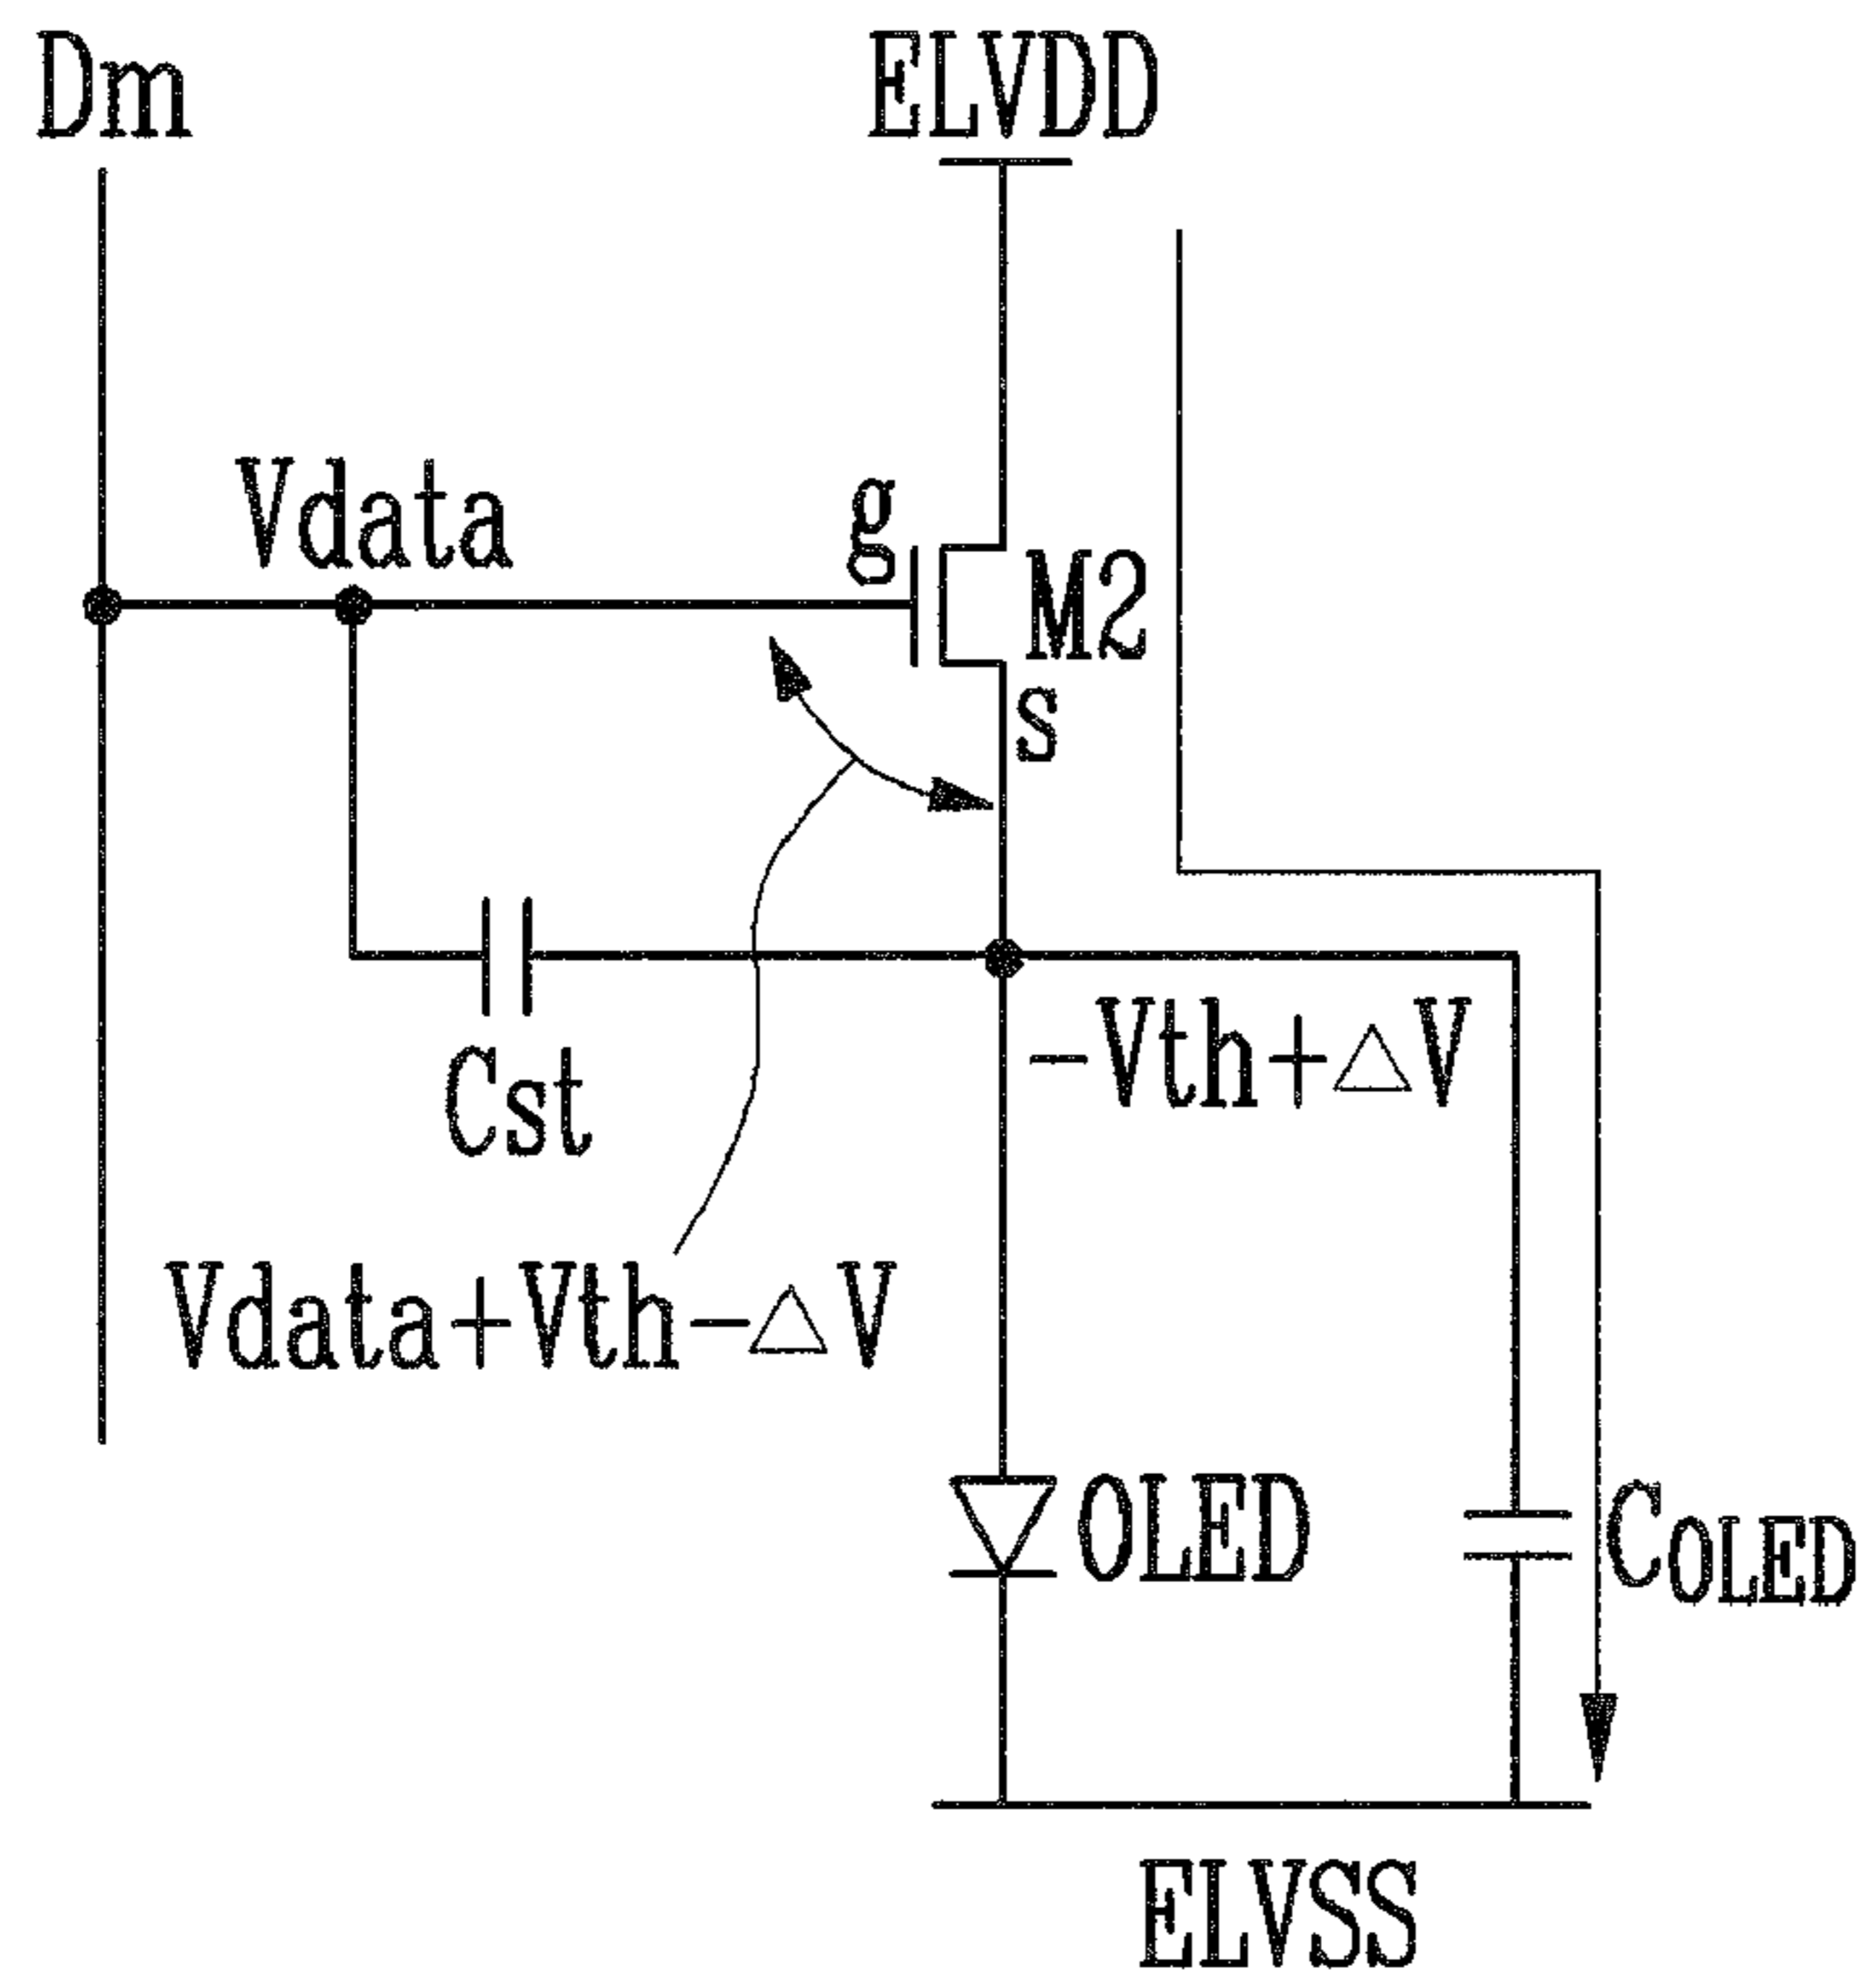 Dm
ELVDD
Vdata
g
M2
s
-Vth+△V
Cst
Vdata+Vth-△V
OLED
COLED
ELVSS